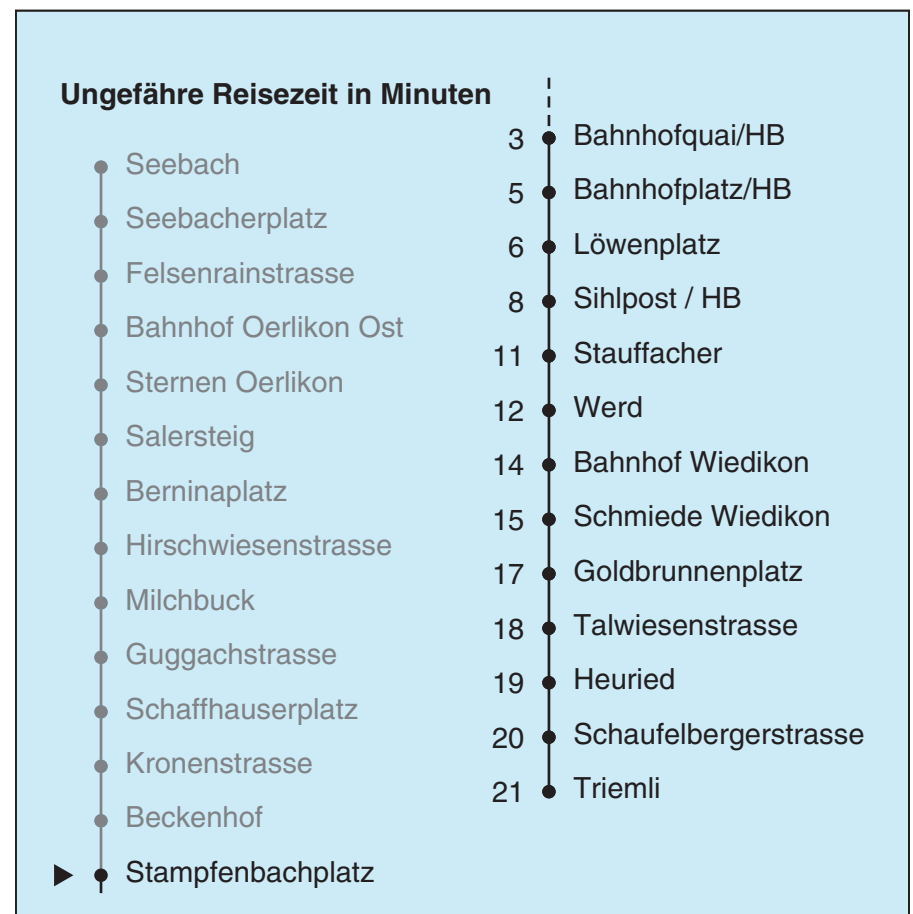 Ungefähre Reisezeit in Minuten
Seebach
Seebacherplatz
Felsenrainstrasse
Bahnhof Oerlikon Ost
Sternen Oerlikon
Salersteig
Berninaplatz
Hirschwiesenstrasse
Milchbuck
Guggachstrasse
Schaffhauserplatz
Kronenstrasse
Beckenhof
Stampfenbachplatz
3 Bahnhofquai/HB
5 Bahnhofplatz/HB
6 Löwenplatz
8 Sihlpost / HB
11 Stauffacher
12 Werd
14 Bahnhof Wiedikon
15 Schmiede Wiedikon
17 Goldbrunnenplatz
18 Talwiesenstrasse
19 Heuried
20 Schaufelbergerstrasse
21 Triemli